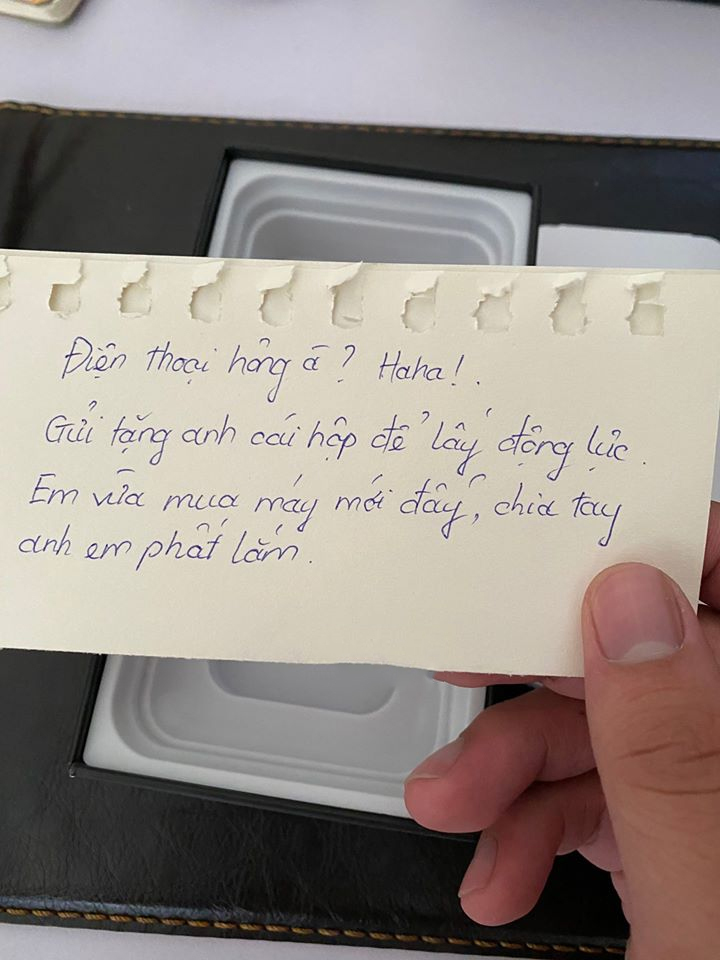 Điện thoại hỏng à? Haha!.
Gửi tặng anh cái hộp để lấy động lực.
Em vừa mua máy mới đấy, chia tay
anh em phất lắm.